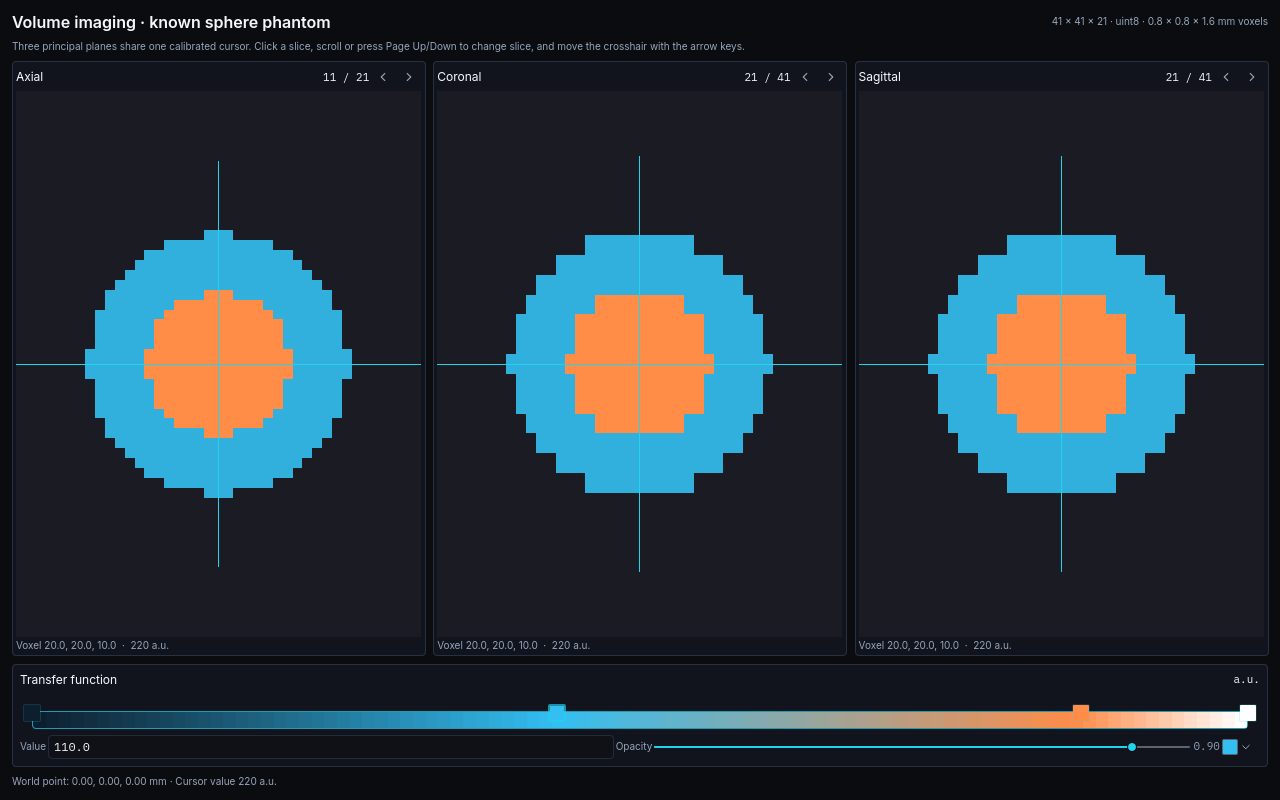 Volume imaging · known sphere phantom
41 × 41 × 21 · uint8 · 0.8 × 0.8 × 1.6 mm voxels
Three principal planes share one calibrated cursor. Click a slice, scroll or press Page Up/Down to change slice, and move the crosshair with the arrow keys.
Axial 11 / 21
Coronal 21 / 41
Sagittal 21 / 41
Voxel 20.0, 20.0, 10.0 · 220 a.u.
Voxel 20.0, 20.0, 10.0 · 220 a.u.
Voxel 20.0, 20.0, 10.0 · 220 a.u.
Transfer function a.u.
Value 110.0 Opacity 0.90
World point: 0.00, 0.00, 0.00 mm · Cursor value 220 a.u.